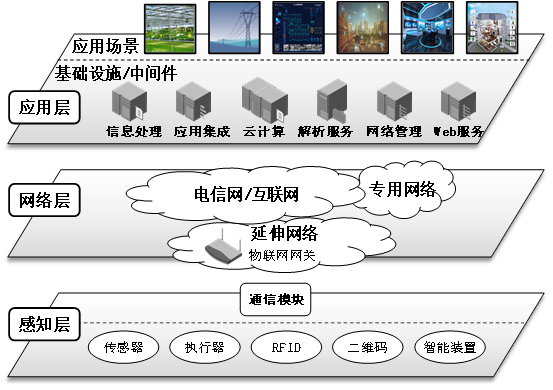 应用场景
基础设施/中间件
应用层
信息处理 应用集成 云计算 解析服务 网络管理 Web服务
网络层
电信网/互联网
专用网络
延伸网络
物联网网关
通信模块
感知层
传感器 执行器 RFID 二维码 智能装置